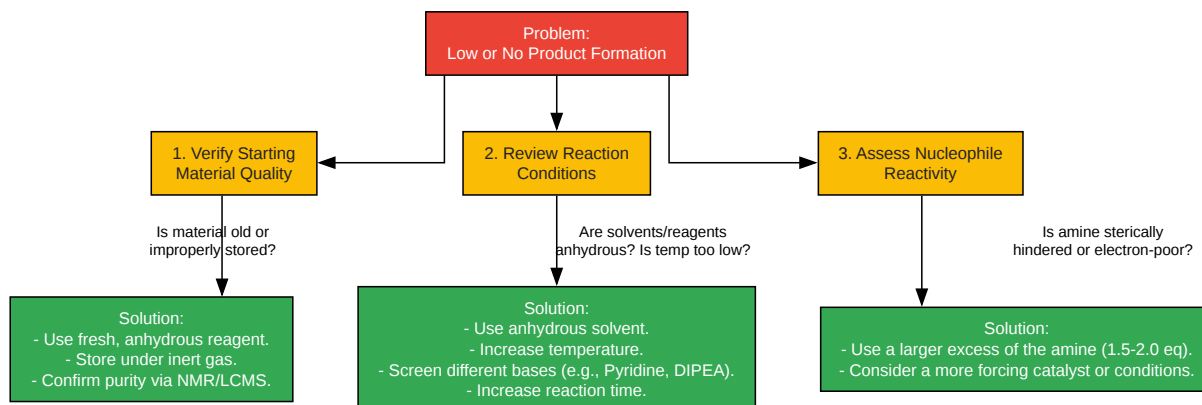 Problem:
Low or No Product Formation
1. Verify Starting
Material Quality
2. Review Reaction
Conditions
3. Assess Nucleophile
Reactivity
Is material old or
improperly stored?
Are solvents/reagents
anhydrous? Is temp too low?
Is amine sterically
hindered or electron-poor?
Solution:
- Use fresh, anhydrous reagent.
- Store under inert gas.
- Confirm purity via NMR/LCMS.
Solution:
- Use anhydrous solvent.
- Increase temperature.
- Screen different bases (e.g., Pyridine, DIPEA).
- Increase reaction time.
Solution:
- Use a larger excess of the amine (1.5-2.0 eq).
- Consider a more forcing catalyst or conditions.